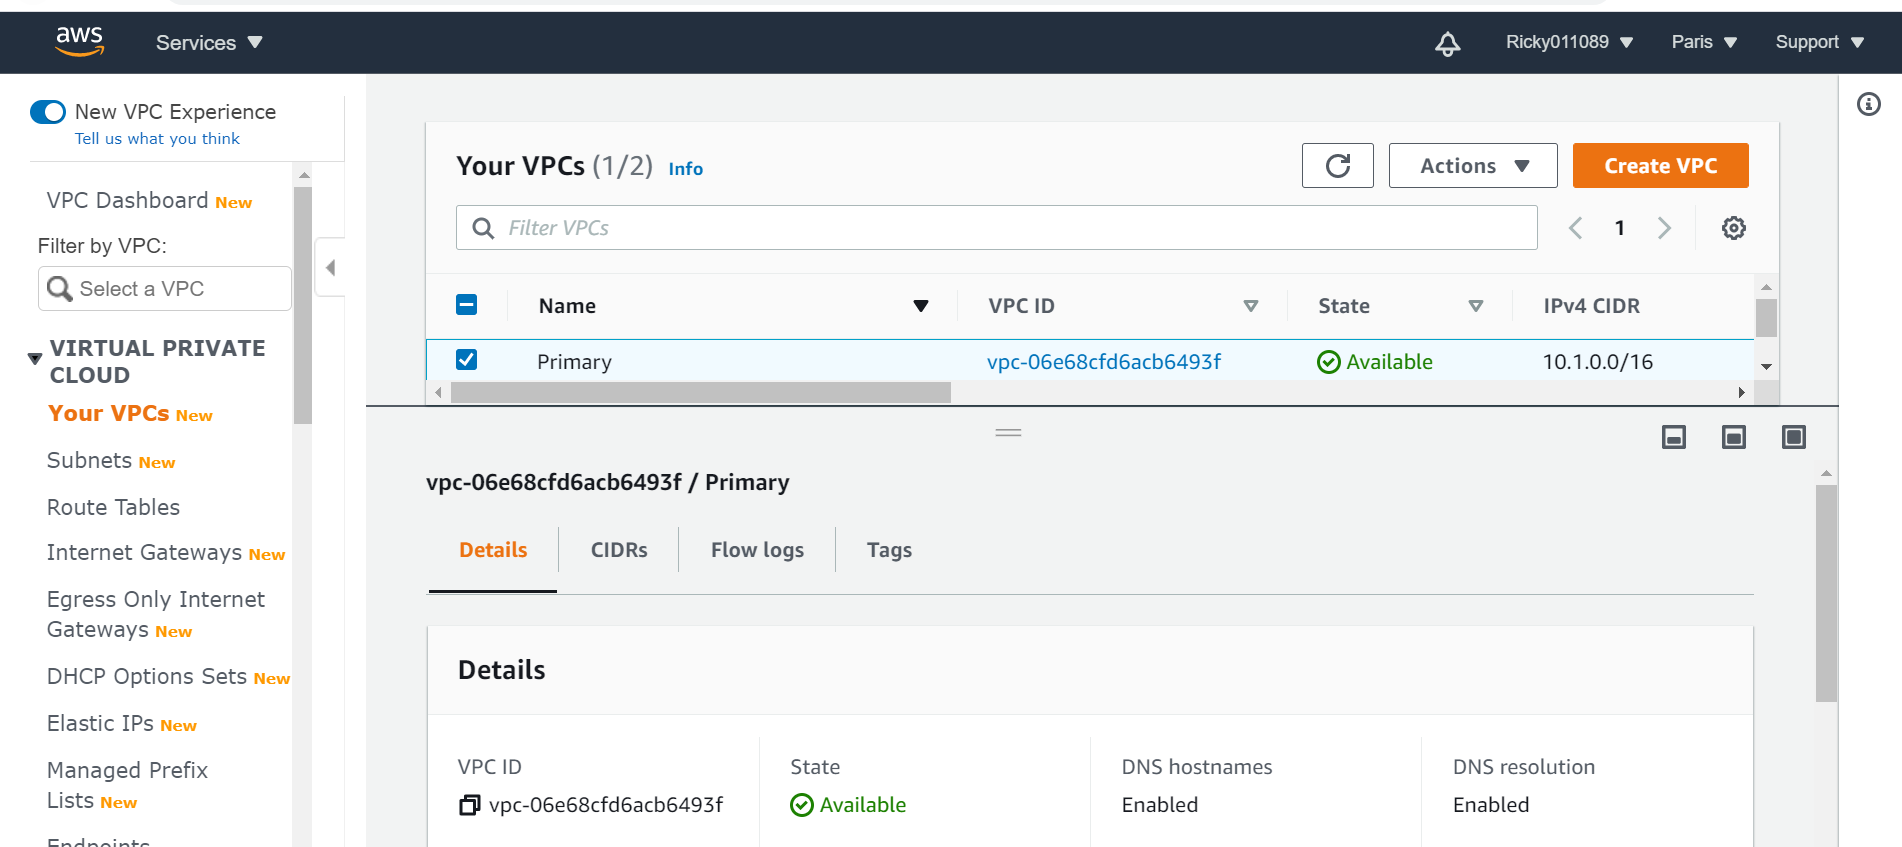 aws Services Ricky011089 Paris Support
New VPC Experience
Tell us what you think
VPC Dashboard New
Filter by VPC:
Select a VPC
VIRTUAL PRIVATE
CLOUD
Your VPCs New
Subnets New
Route Tables
Internet Gateways New
Egress Only Internet
Gateways New
DHCP Options Sets New
Elastic IPs New
Managed Prefix
Lists New
Endpoints
Your VPCs (1/2) Info Actions Create VPC
Filter VPCs 1
Name VPC ID State IPv4 CIDR
Primary vpc-06e68cfd6acb6493f Available 10.1.0.0/16
vpc-06e68cfd6acb6493f / Primary
Details CIDRs Flow logs Tags
Details
VPC ID State DNS hostnames DNS resolution
vpc-06e68cfd6acb6493f Available Enabled Enabled